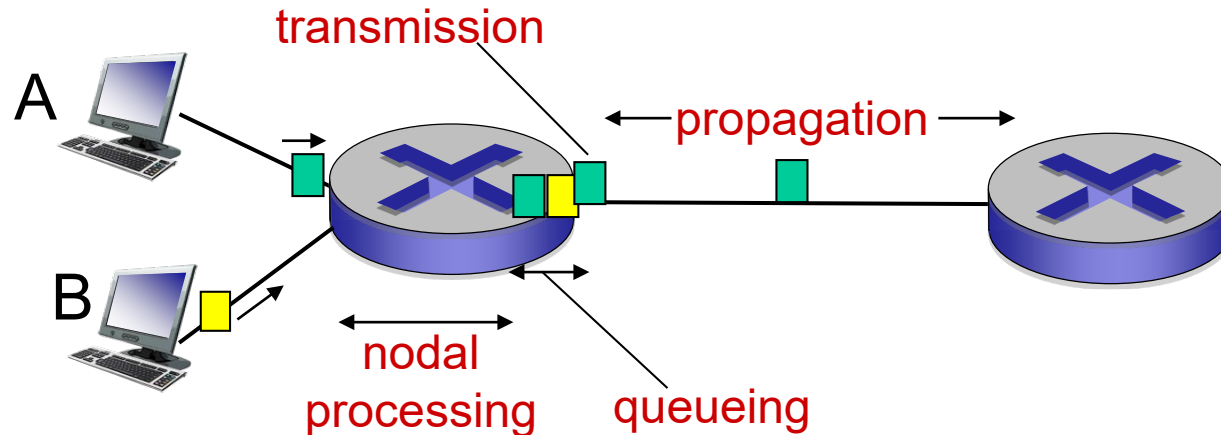 transmission
A
propagation
B
nodal
processing
queueing